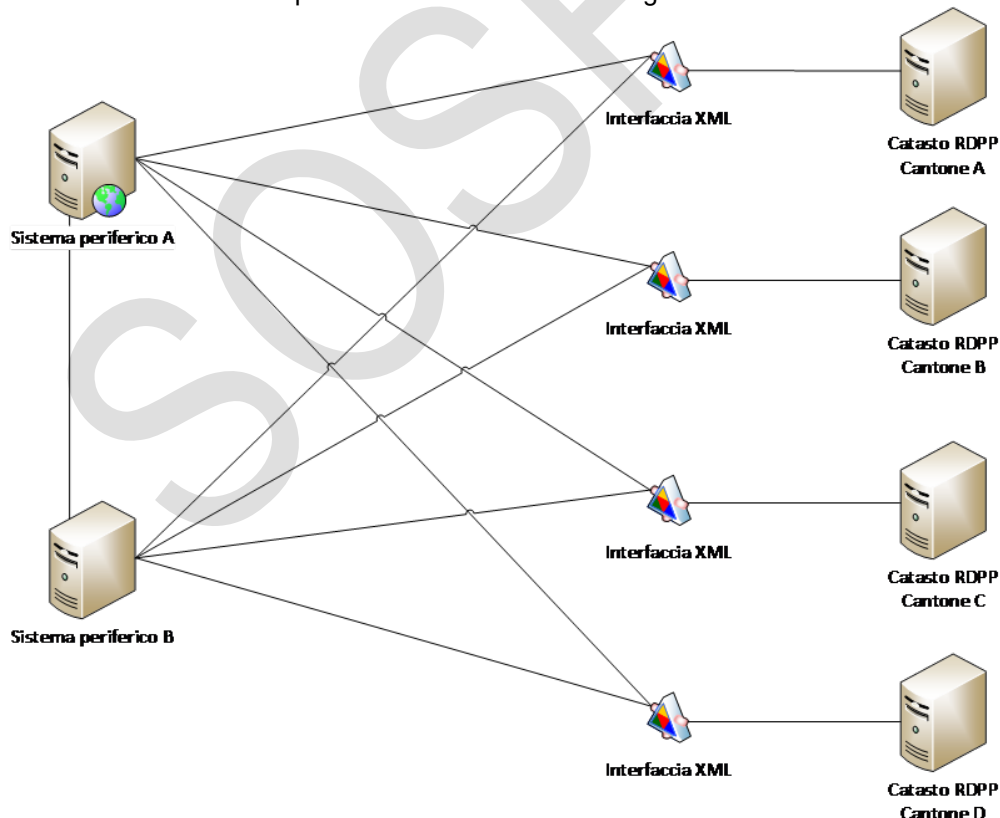 Interfaccia XML
Catasto RDPP
Cantone A
Sistema periferico A
Interfaccia XML
Catasto RDPP
Cantone B
Interfaccia XML
Catasto RDPP
Cantone C
Sistema periferico B
Interfaccia XML
Catasto RDPP
Cantone D